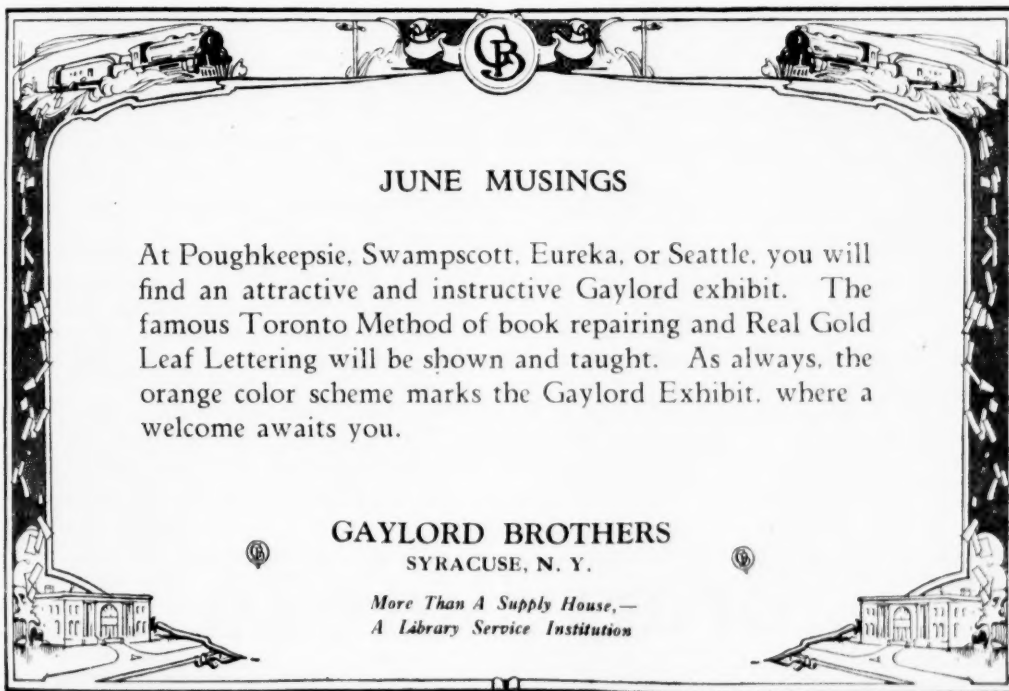 GB
JUNE MUSINGS
At Poughkeepsie, Swampscott, Eureka, or Seattle, you will
find an attractive and instructive Gaylord exhibit. The
famous Toronto Method of book repairing and Real Gold
Leaf Lettering will be shown and taught. As always, the
orange color scheme marks the Gaylord Exhibit, where a
welcome awaits you.
GAYLORD BROTHERS
GB
GB
SYRACUSE, N. Y.
More Than A Supply House,—
A Library Service Institution